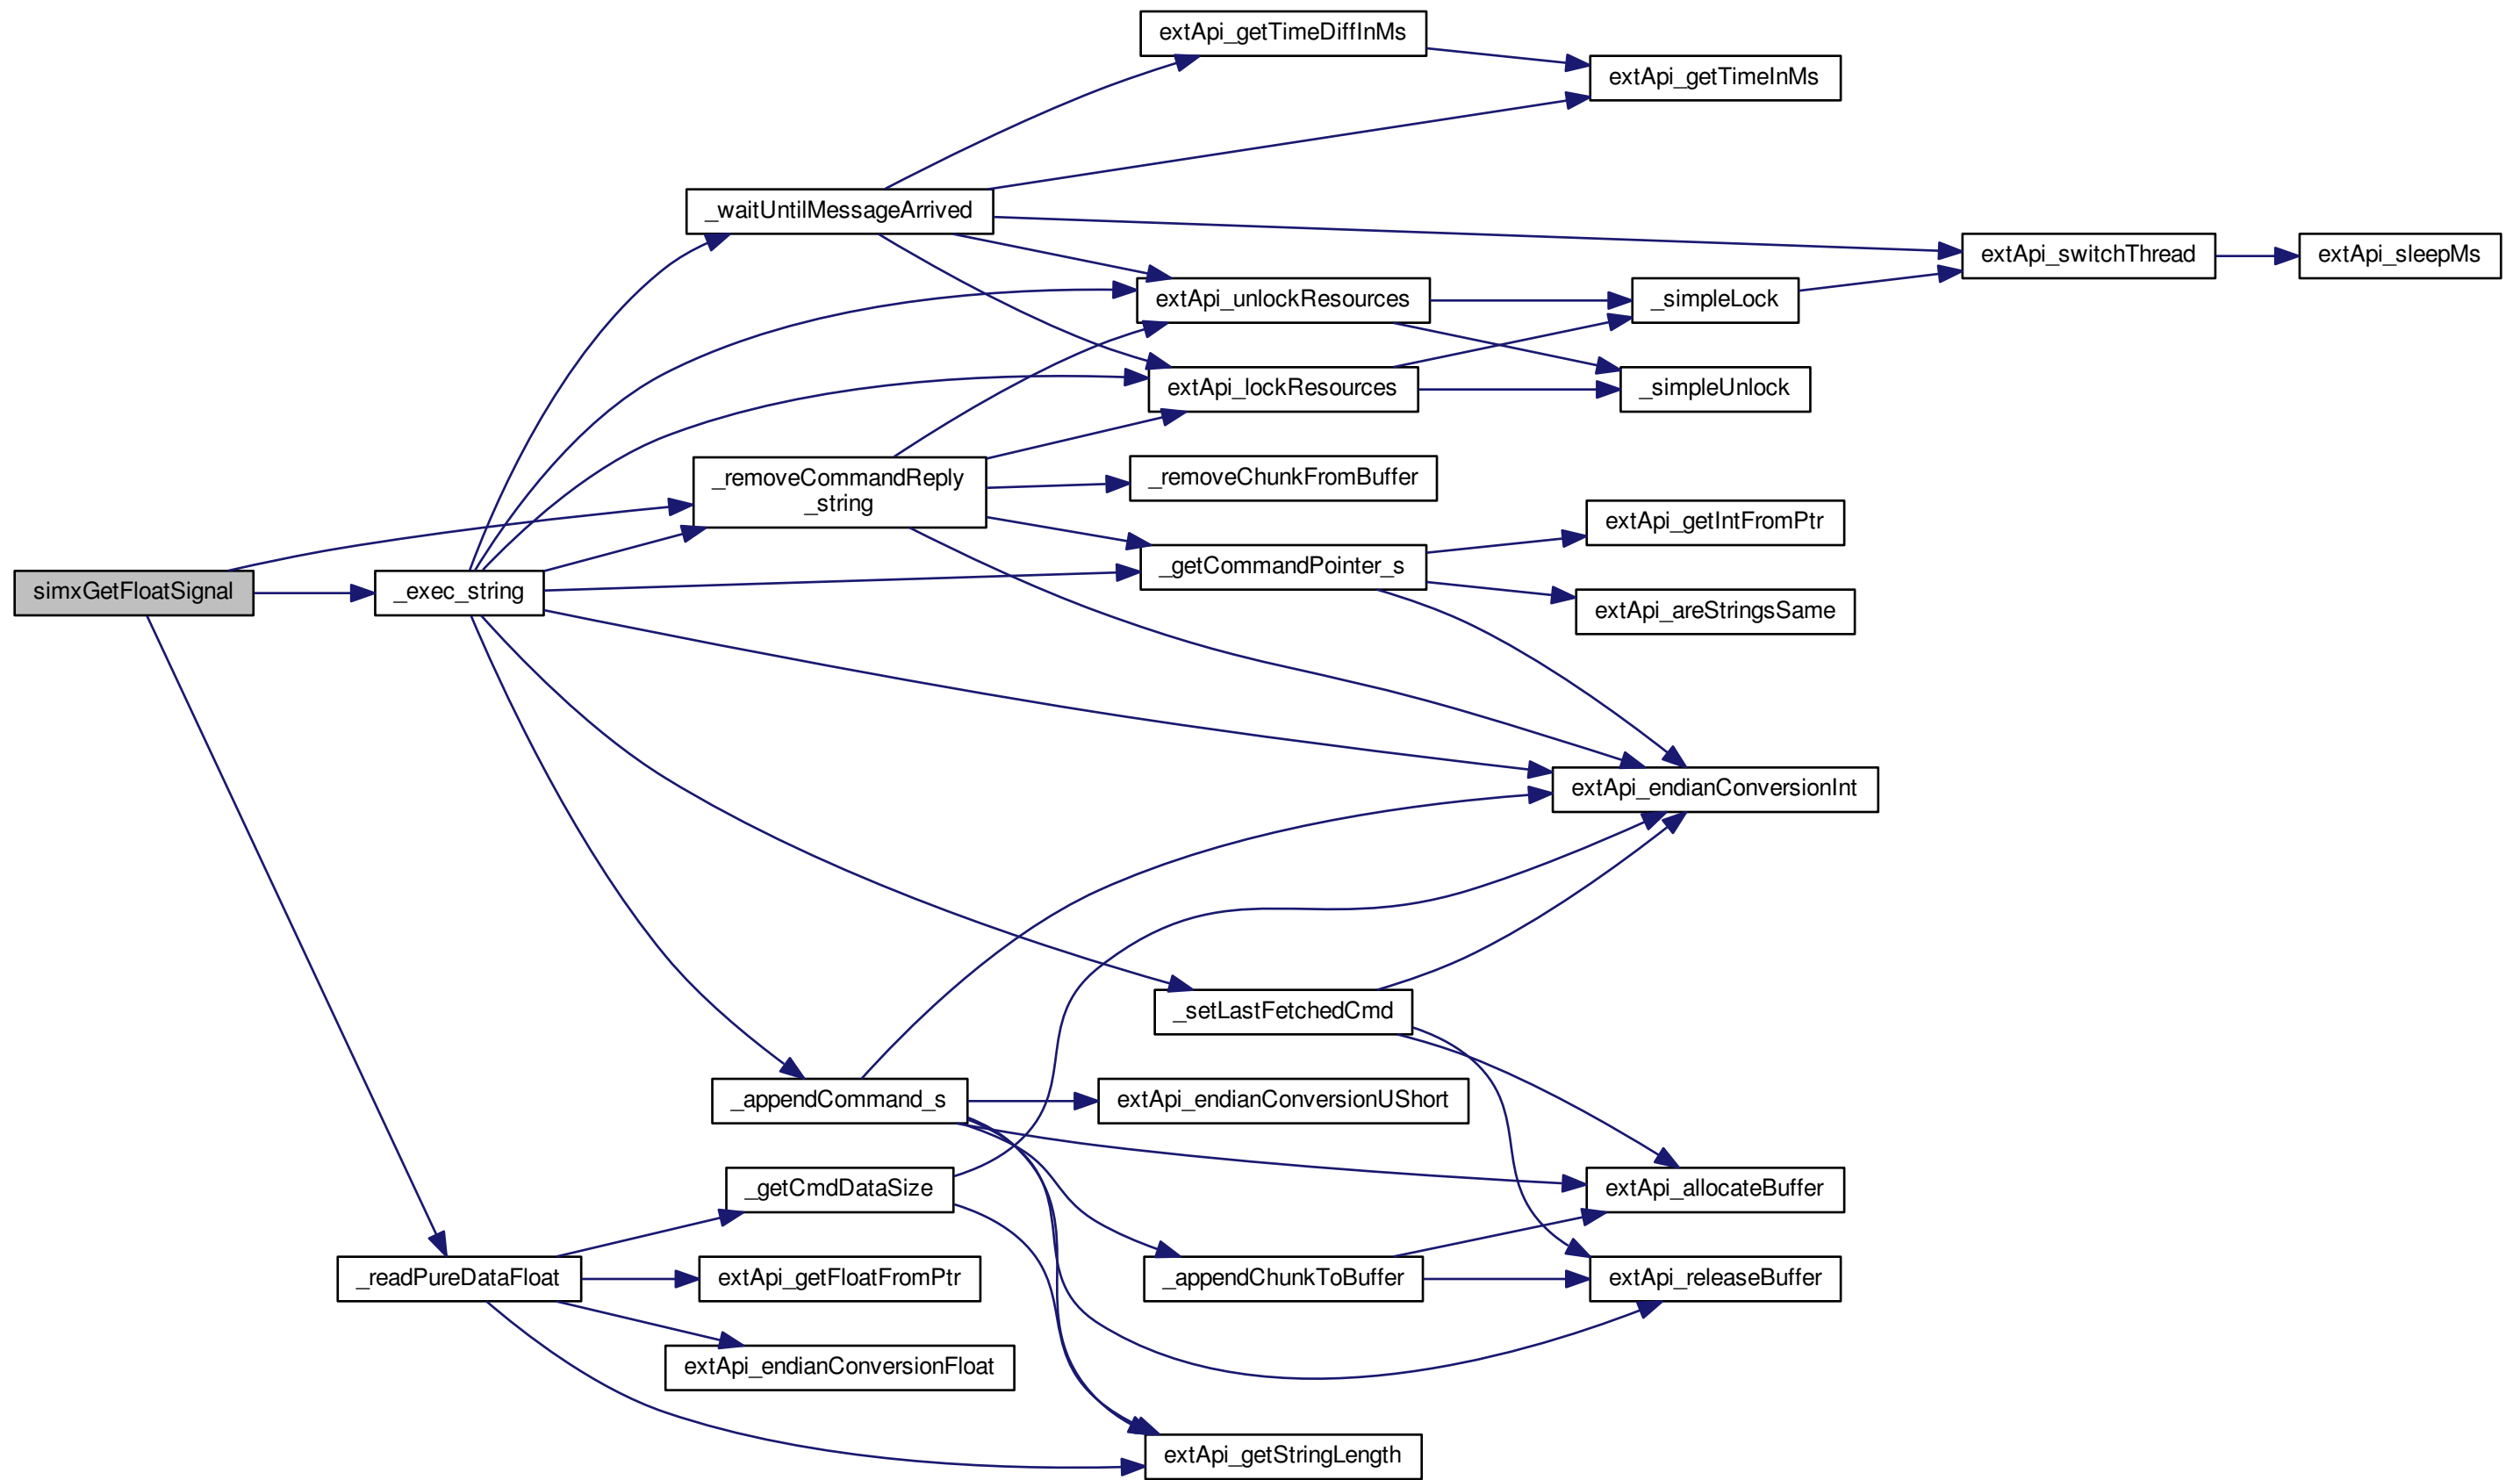 extApi_getTimeDiffInMs
extApi_getTimeInMs
_waitUntilMessageArrived
extApi_switchThread
extApi_sleepMs
extApi_unlockResources
_simpleLock
extApi_lockResources
_simpleUnlock
_removeCommandReply
_string
_removeChunkFromBuffer
extApi_getIntFromPtr
_getCommandPointer_s
simxGetFloatSignal
_exec_string
extApi_areStringsSame
extApi_endianConversionInt
_setLastFetchedCmd
_appendCommand_s
extApi_endianConversionUShort
_getCmdDataSize
extApi_allocateBuffer
_readPureDataFloat
extApi_getFloatFromPtr
_appendChunkToBuffer
extApi_releaseBuffer
extApi_endianConversionFloat
extApi_getStringLength